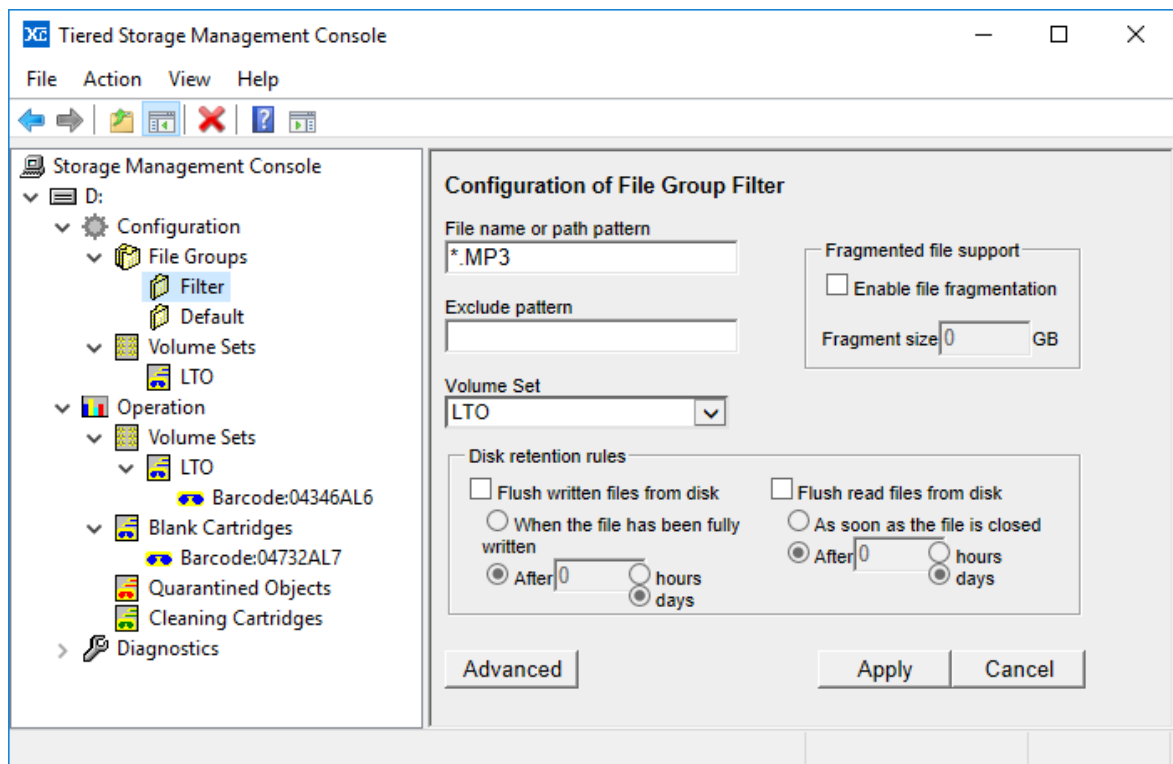 Tiered Storage Management Console
File Action View Help
Storage Management Console
D:
Configuration
File Groups
Filter
Default
Volume Sets
LTO
Operation
Volume Sets
LTO
Barcode:04346AL6
Blank Cartridges
Barcode:04732AL7
Quarantined Objects
Cleaning Cartridges
Diagnostics
Configuration of File Group Filter
File name or path pattern
*.MP3
Exclude pattern
Volume Set
LTO
Fragmented file support
Enable file fragmentation
Fragment size 0 GB
Disk retention rules
Flush written files from disk
When the file has been fully
written
After 0 hours
days
Flush read files from disk
As soon as the file is closed
After 0 hours
days
Advanced Apply Cancel